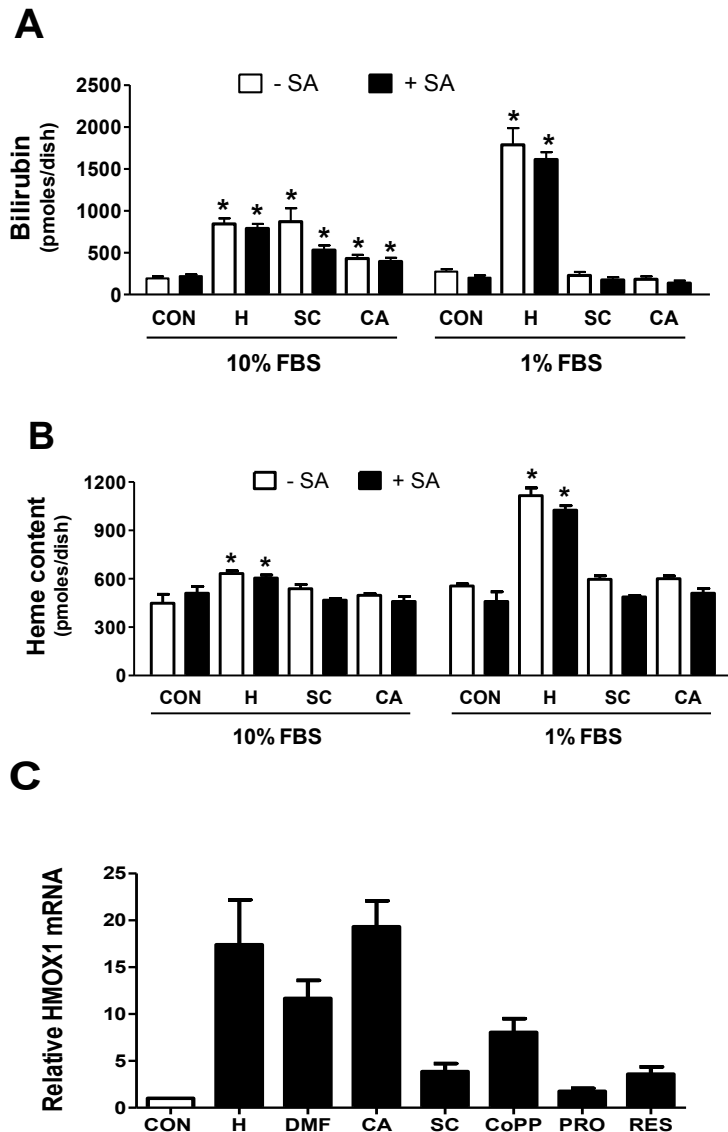 A
- SA + SA
Bilirubin
(pmoles/dish)
2500
2000
1500
1000
500
0
* * * * * * * *
CON H SC CA CON H SC CA
10% FBS 1% FBS
B
- SA + SA
Heme content
(pmoles/dish)
1200
900
600
300
0
* * * *
CON H SC CA CON H SC CA
10% FBS 1% FBS
C
Relative HMOX1 mRNA
25
20
15
10
5
0
CON H DMF CA SC CoPP PRO RES